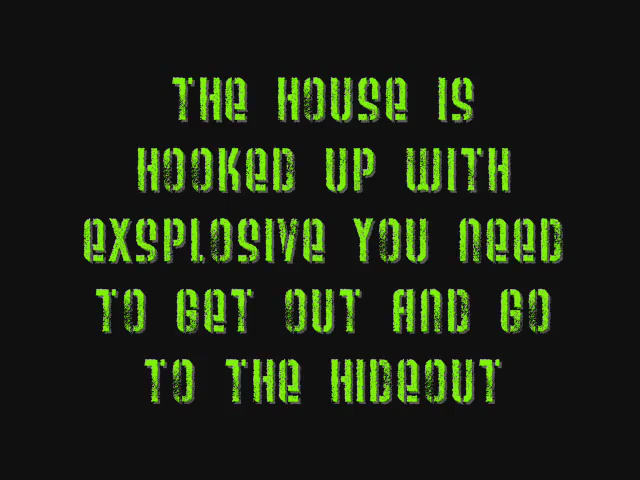 THE HOUSE IS
HOOKED UP WITH
EXSPLOSIVE YOU NEED
TO GET OUT AND GO
TO THE HIDEOUT